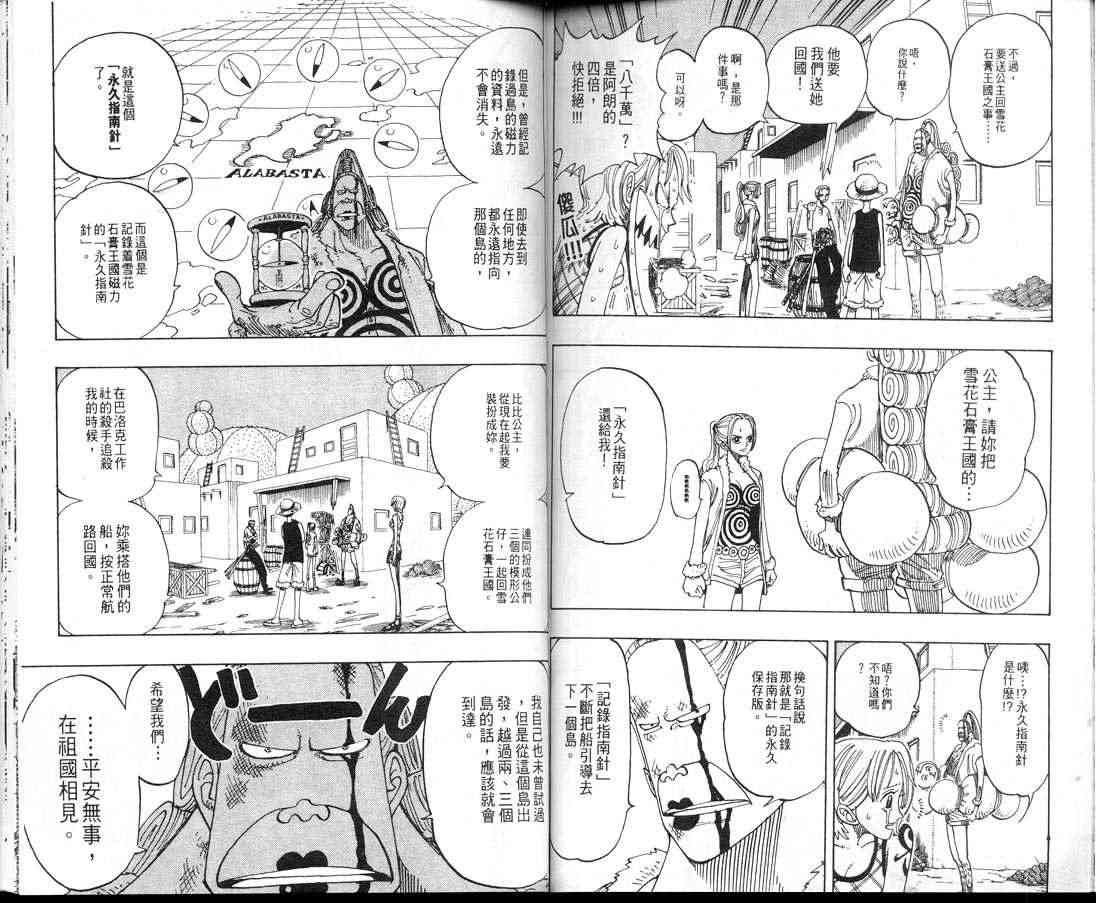 不過，
要送公主回雪花
石膏王國之事……
唔，
你說什麼？
他要
我們送她
回國！
啊，是那
件事嗎？
可以呀。
「八千萬」？
是阿朗的
四倍，
快拒絕!!!
傻瓜!!!
公主，請妳把
雪花石膏王國的…
「永久指南針」
還給我！
………
咦…!?永久指南針
是什麼!?
唔？你們
不知道嗎
？
換句話說
那就是「記錄
指南針」的永久
保存版。
「記錄指南針」
不斷把船引導去
下一個島。
但是，曾經記
錄過島的磁力
的資料，永遠
不會消失。
即使去到
任何地方，
都永遠指向
那個島的，
就是這個
「永久指南針」
了。
ALABASTA
ALABASTA
而這個是
記錄着雪花
石膏王國磁力
的「永久指南
針」。
比比公主，
從現在起我要
裝扮成妳。
連同扮成他們
三個的模形公
仔，一起回雪
花石膏王國。
在巴洛克工作
社的殺手追殺
我的時候，
妳乘搭他們的
船，按正常航
路回國。
我自己也未曾試過
，但是從這個島出
發，越過兩、三個
島的話，應該就會
到達。
どーん
希望我們…
……平安無事，
在祖國相見。